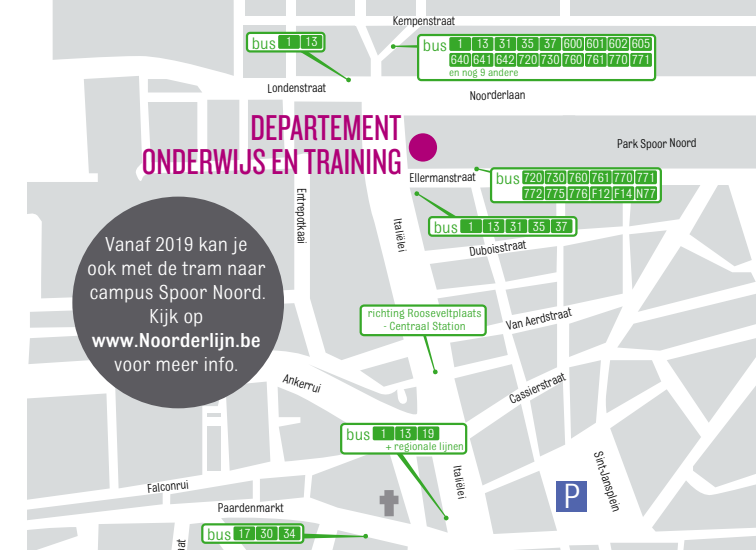 Kempenstraat
bus 1 13
bus 1 13 31 35 37 600 601 602 605
640 641 642 720 730 760 761 770 771
en nog 9 andere
Londenstraat
Noorderlaan
DEPARTEMENT
ONDERWIJS EN TRAINING
Park Spoor Noord
Ellermanstraat
bus 720 730 760 761 770 771
772 775 776 F12 F14 N77
Entrepotkaai
Italiëlei
bus 1 13 31 35 37
Duboisstraat
Vanaf 2019 kan je
ook met de tram naar
campus Spoor Noord.
Kijk op
www.Noorderlijn.be
voor meer info.
richting Rooseveltplaats
- Centraal Station
Van Aerdstraat
Ankerrui
Cassierstraat
bus 1 13 19
+ regionale lijnen
Italiëlei
Sint-Jansplein
P
Falconrui
Paardenmarkt
bus 17 30 34
aat